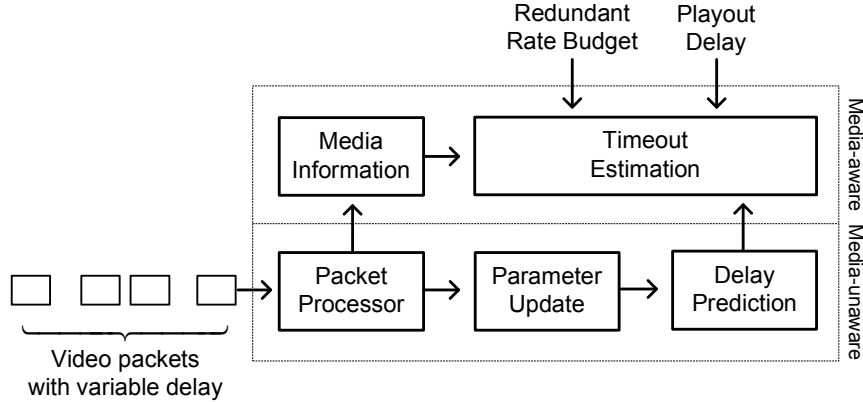 Redundant
Rate Budget
Playout
Delay
Media
Information
Timeout
Estimation
Media-aware
Packet
Processor
Parameter
Update
Delay
Prediction
Media-unaware
Video packets
with variable delay